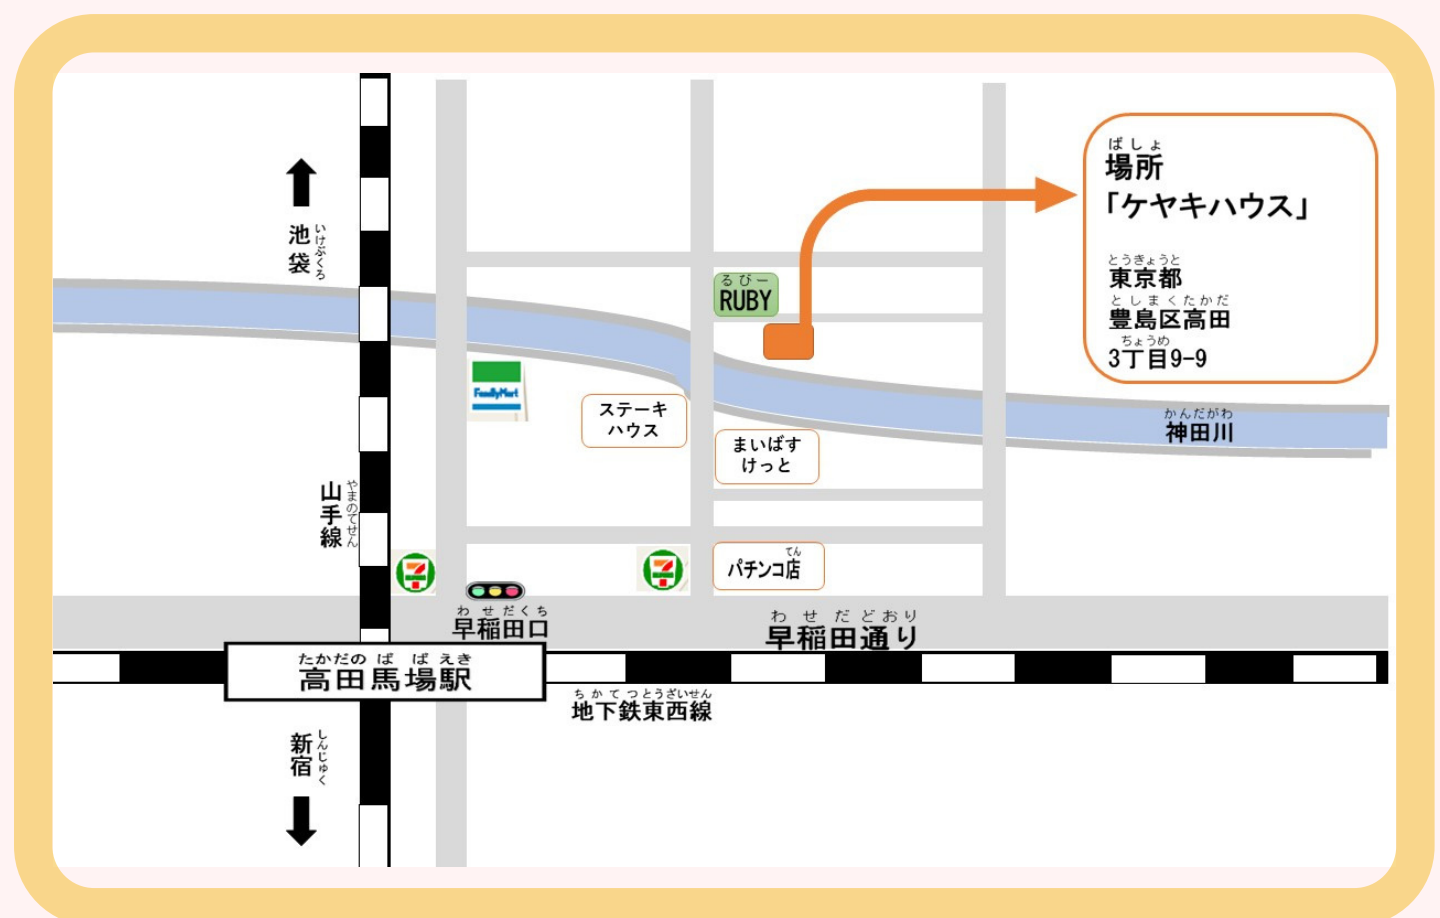 ばしょ
場所
「ケヤキハウス」
とうきょうと
東京都
としまくたかだ
豊島区高田
ちょうめ
3丁目9-9
いけぶくろ
池袋
るびー
RUBY
FamilyMart
ステーキ
ハウス
まいばす
けっと
かんだがわ
神田川
やまのてせん
山手線
7
7
てん
パチンコ店
わせだくち
早稲田口
わせだどおり
早稲田通り
たかだのばばえき
高田馬場駅
ちかてつとうざいせん
地下鉄東西線
しんじゅく
新宿